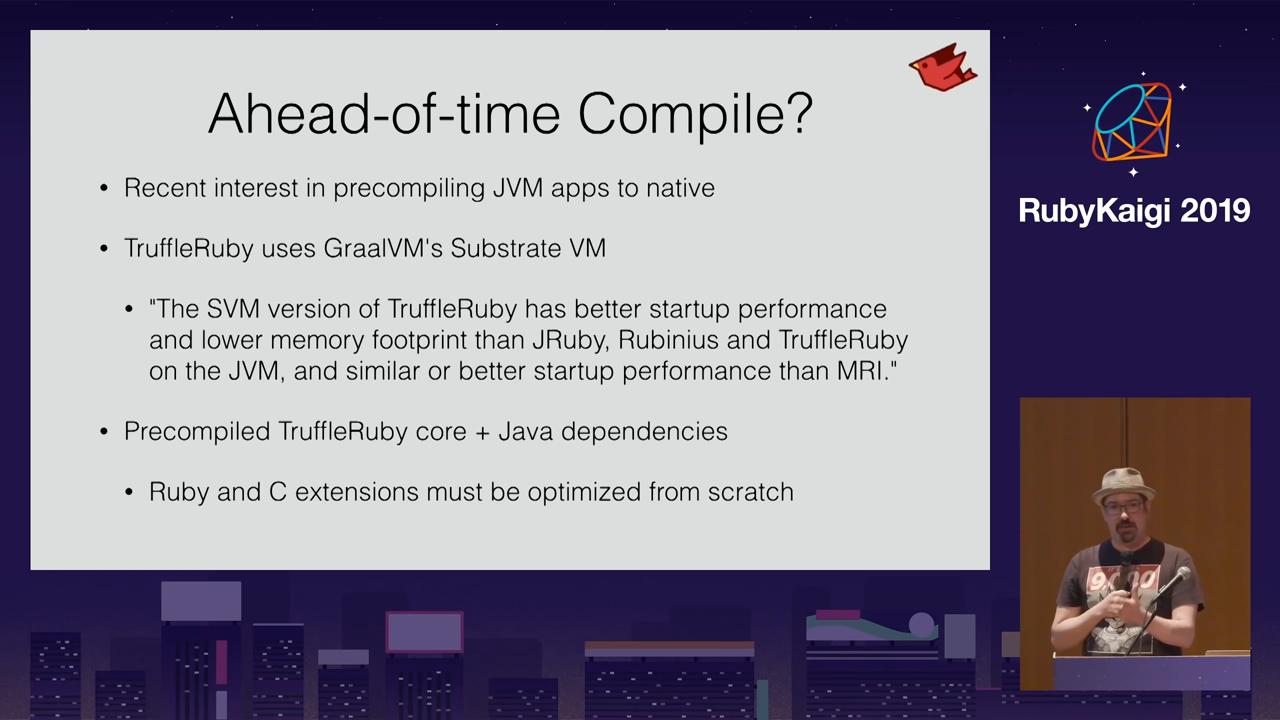 Ahead-of-time Compile?
• Recent interest in precompiling JVM apps to native
• TruffleRuby uses GraalVM's Substrate VM
• "The SVM version of TruffleRuby has better startup performance
and lower memory footprint than JRuby, Rubinius and TruffleRuby
on the JVM, and similar or better startup performance than MRI."
• Precompiled TruffleRuby core + Java dependencies
• Ruby and C extensions must be optimized from scratch
RubyKaigi 2019